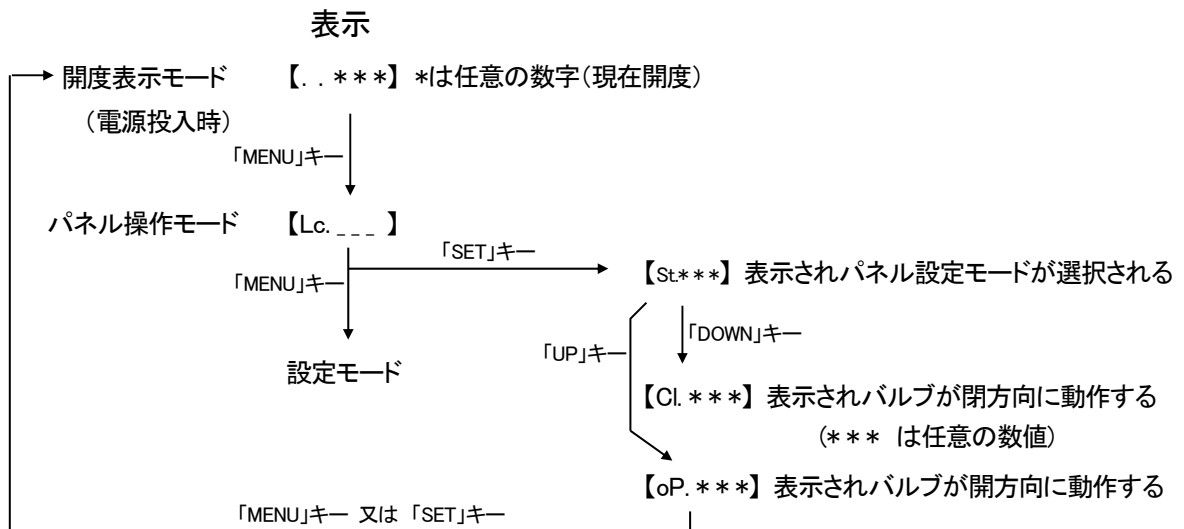 表示
開度表示モード 【. . ＊＊＊】 ＊は任意の数字（現在開度）
（電源投入時）
「MENU」キー
パネル操作モード 【Lc. _ _ _ 】
「SET」キー
「MENU」キー
【St.＊＊＊】 表示されパネル設定モードが選択される
「DOWN」キー
「UP」キー
設定モード
【Cl. ＊＊＊】 表示されバルブが閉方向に動作する
（＊＊＊ は任意の数値）
【oP. ＊＊＊】 表示されバルブが開方向に動作する
「MENU」キー 又は 「SET」キー